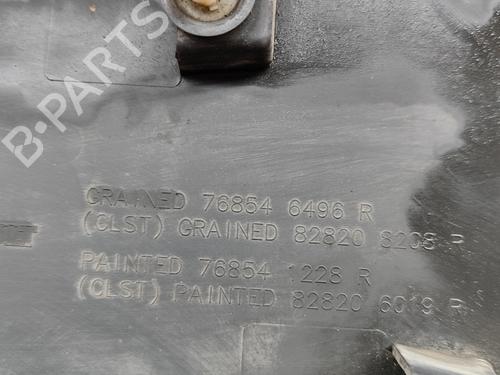 B-PARTS
GRAINED 76854 6496 R
(CLST) GRAINED 82820 8208 R
PAINTED 76854 1228 R
(CLST) PAINTED 82820 6019 R